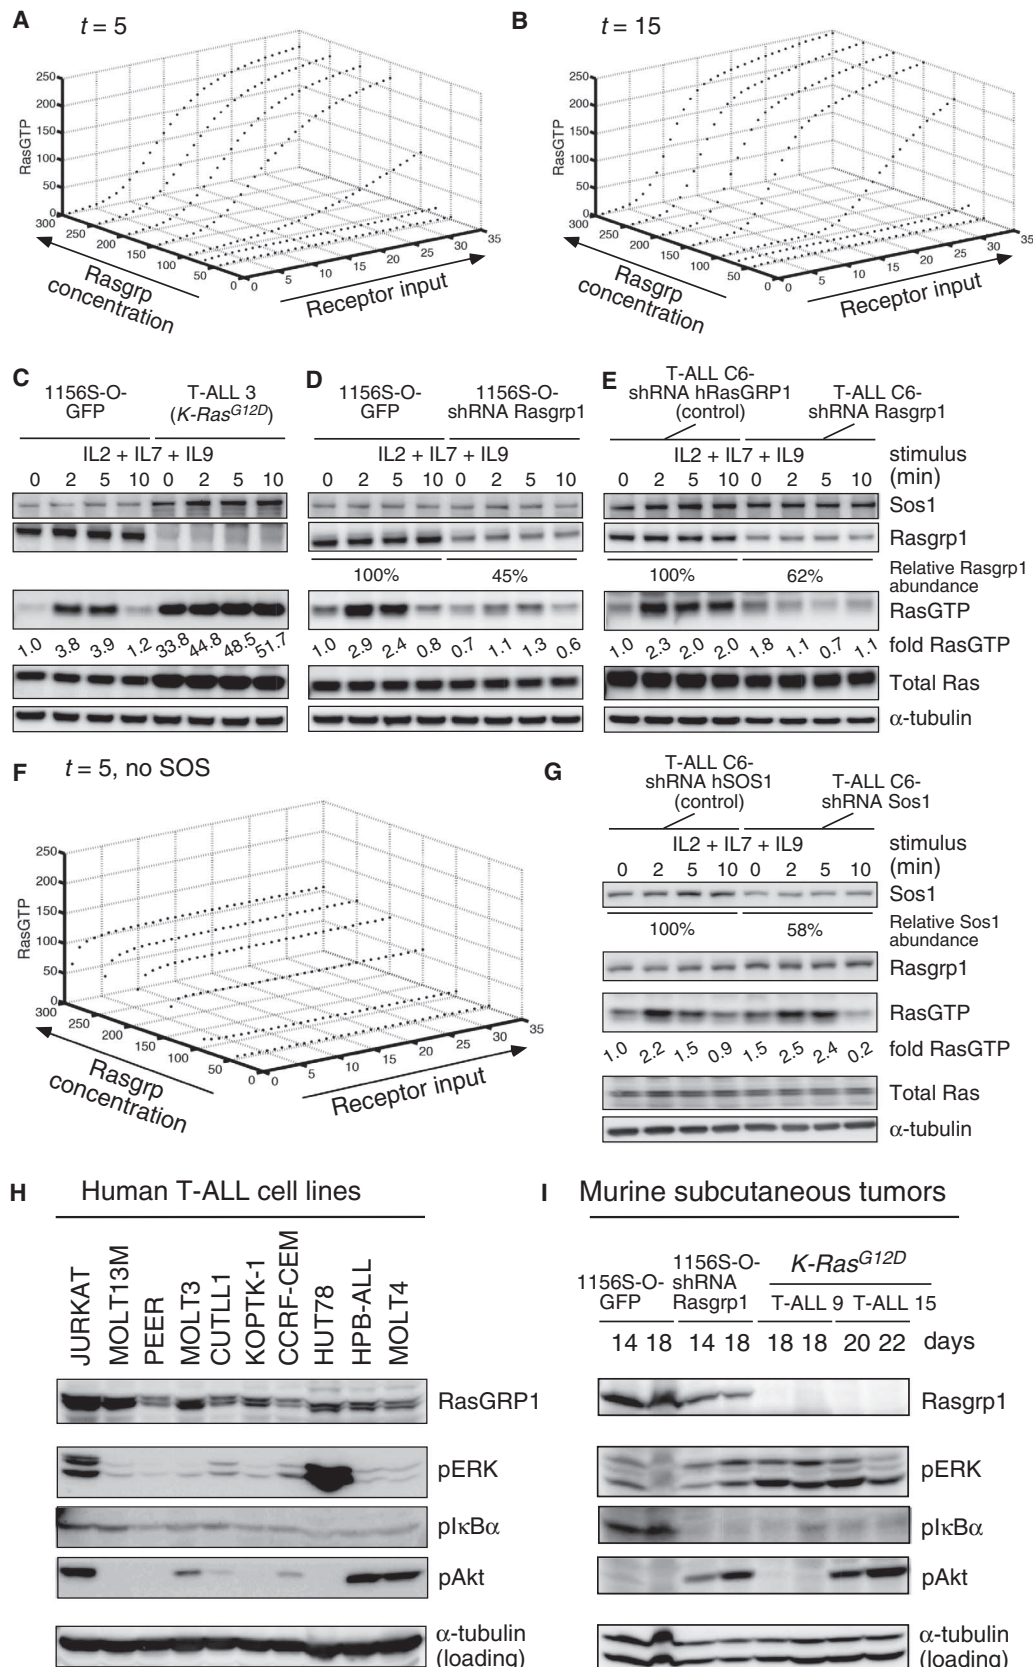 A
t = 5
RasGTP
250
200
150
100
50
0
300
250
200
150
100
50
0
0
5
10
15
20
25
30
35
Rasgrp
concentration
Receptor input
B
t = 15
RasGTP
250
200
150
100
50
0
300
250
200
150
100
50
0
0
5
10
15
20
25
30
35
Rasgrp
concentration
Receptor input
C
1156S-O-
GFP
T-ALL 3
(K-RasG12D)
IL2 + IL7 + IL9
0 2 5 10 0 2 5 10
1.0 3.8 3.9 1.2 33.8 44.8 48.5 51.7
D
1156S-O-
GFP
1156S-O-
shRNA Rasgrp1
IL2 + IL7 + IL9
0 2 5 10 0 2 5 10
100% 45%
1.0 2.9 2.4 0.8 0.7 1.1 1.3 0.6
E
T-ALL C6-
shRNA hRasGRP1
(control)
T-ALL C6-
shRNA Rasgrp1
IL2 + IL7 + IL9
stimulus
0 2 5 10 0 2 5 10 (min)
Sos1
Rasgrp1
100% 62%
Relative Rasgrp1
abundance
RasGTP
1.0 2.3 2.0 2.0 1.8 1.1 0.7 1.1 fold RasGTP
Total Ras
α-tubulin
F
t = 5, no SOS
RasGTP
250
200
150
100
50
0
300
250
200
150
100
50
0
0
5
10
15
20
25
30
35
Rasgrp
concentration
Receptor input
G
T-ALL C6-
shRNA hSOS1
(control)
T-ALL C6-
shRNA Sos1
IL2 + IL7 + IL9
stimulus
0 2 5 10 0 2 5 10 (min)
Sos1
100% 58%
Relative Sos1
abundance
Rasgrp1
RasGTP
1.0 2.2 1.5 0.9 1.5 2.5 2.4 0.2 fold RasGTP
Total Ras
α-tubulin
H
Human T-ALL cell lines
JURKAT
MOLT13M
PEER
MOLT3
CUTLL1
KOPTK-1
CCRF-CEM
HUT78
HPB-ALL
MOLT4
RasGRP1
pERK
pIκBα
pAkt
α-tubulin
(loading)
I
Murine subcutaneous tumors
1156S-O-
GFP
1156S-O-
shRNA
Rasgrp1
K-RasG12D
T-ALL 9 T-ALL 15
14 18 14 18 18 18 20 22 days
Rasgrp1
pERK
pIκBα
pAkt
α-tubulin
(loading)